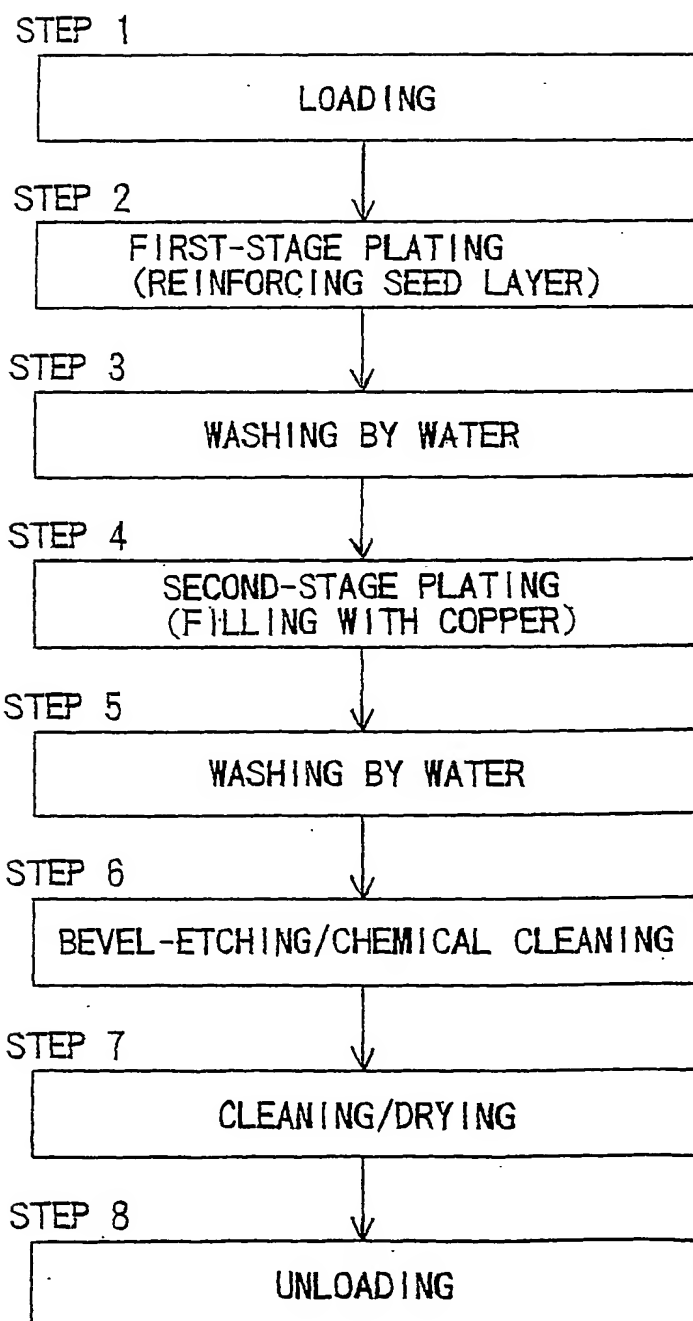 STEP 1
LOADING
STEP 2
FIRST-STAGE PLATING
(REINFORCING SEED LAYER)
STEP 3
WASHING BY WATER
STEP 4
SECOND-STAGE PLATING
(FILLING WITH COPPER)
STEP 5
WASHING BY WATER
STEP 6
BEVEL-ETCHING/CHEMICAL CLEANING
STEP 7
CLEANING/DRYING
STEP 8
UNLOADING